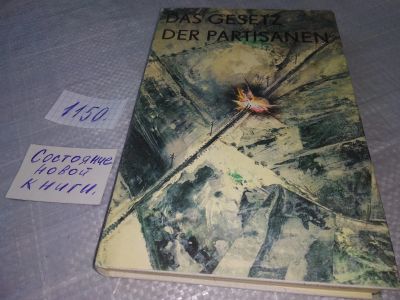 DAS GESETZ
DER PARTISANEN
1150.
Состояние
новой
книги.